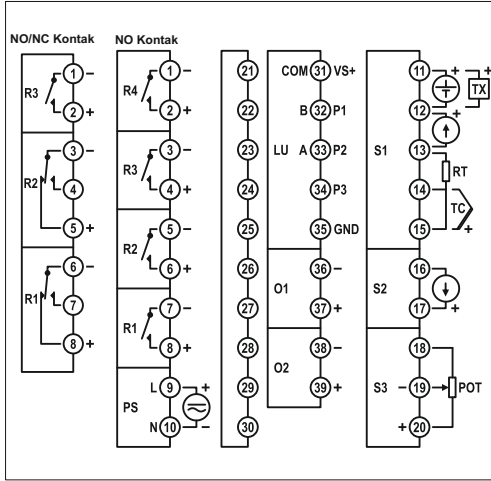 NO/NC Kontak
NO Kontak
R3
1 –
2 +
R2
3 –
4
5 +
R1
6 –
7
8 +
R4
1 –
2 +
R3
3 –
4 +
R2
5 –
6 +
R1
7 –
8 +
PS
L 9 +
N 10 –
21
22
23
24
25
26
27
28
29
30
LU
COM 31 VS+
B 32 P1
A 33 P2
34 P3
35 GND
O1
36 –
37 +
O2
38 –
39 +
S1
11 + + TX
12 +
13 RT
14 TC
15 +
S2
16
17 +
S3
18
– 19 POT
+ 20